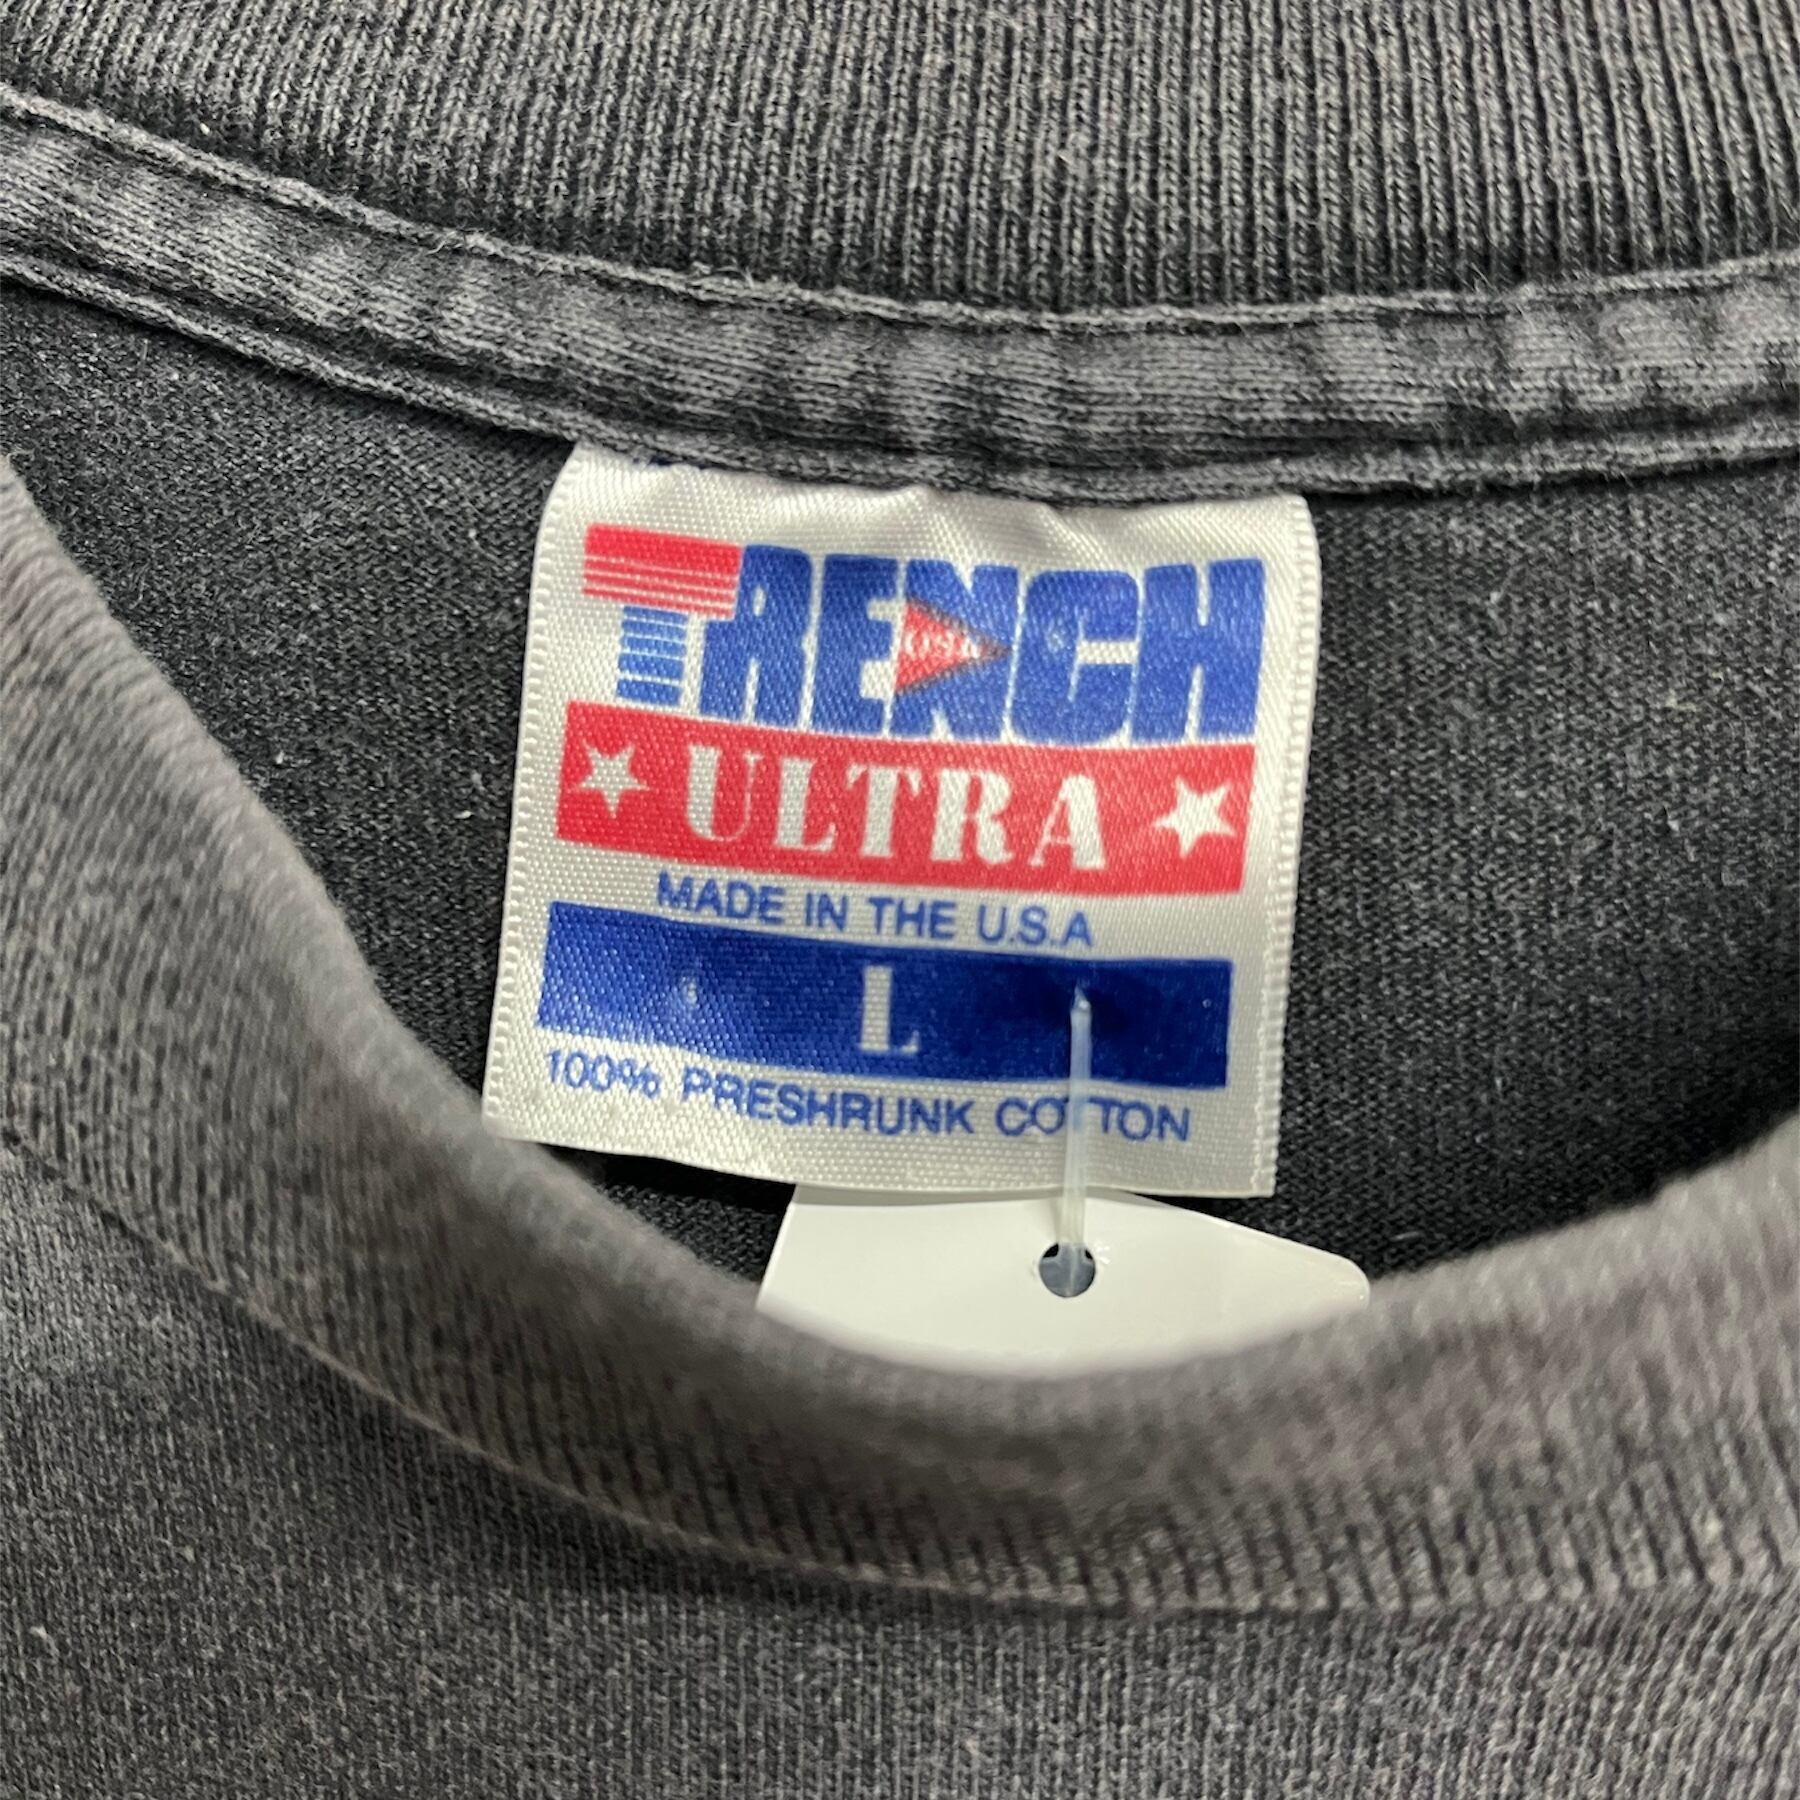 TRENCH
ULTRA
MADE IN THE U.S.A
L
100% PRESHRUNK COTTON